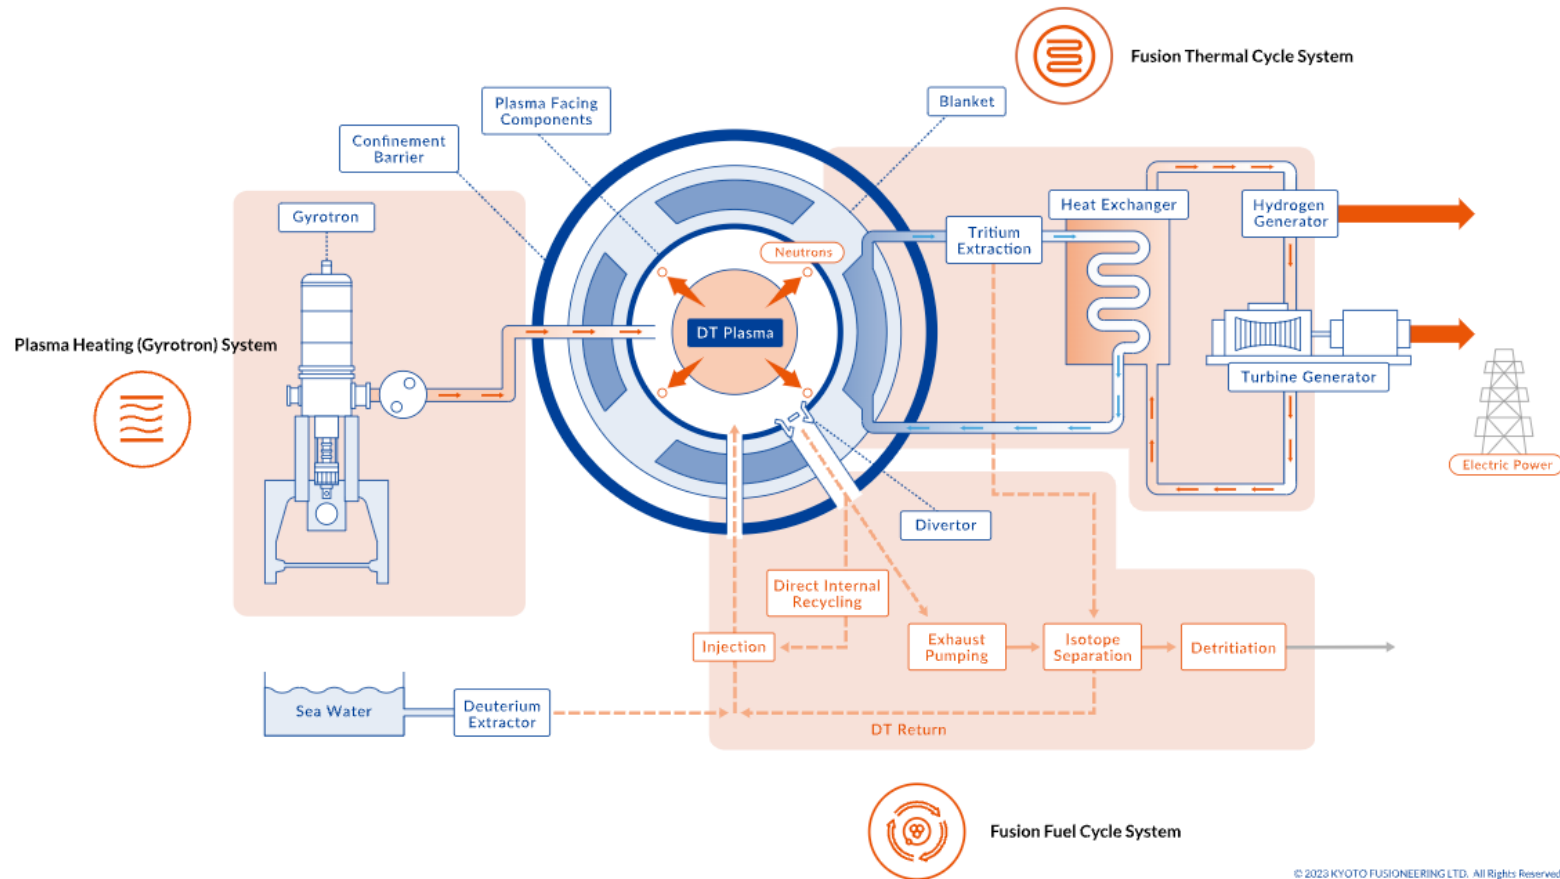 Fusion Thermal Cycle System
Plasma Facing
Components
Blanket
Confinement
Barrier
Gyrotron
Heat Exchanger
Hydrogen
Generator
Tritium
Extraction
Neutrons
DT Plasma
Plasma Heating (Gyrotron) System
Turbine Generator
Electric Power
Divertor
Direct Internal
Recycling
Injection
Exhaust
Pumping
Isotope
Separation
Detritiation
Sea Water
Deuterium
Extractor
DT Return
Fusion Fuel Cycle System
© 2023 KYOTO FUSIONEERING LTD. All Rights Reserved